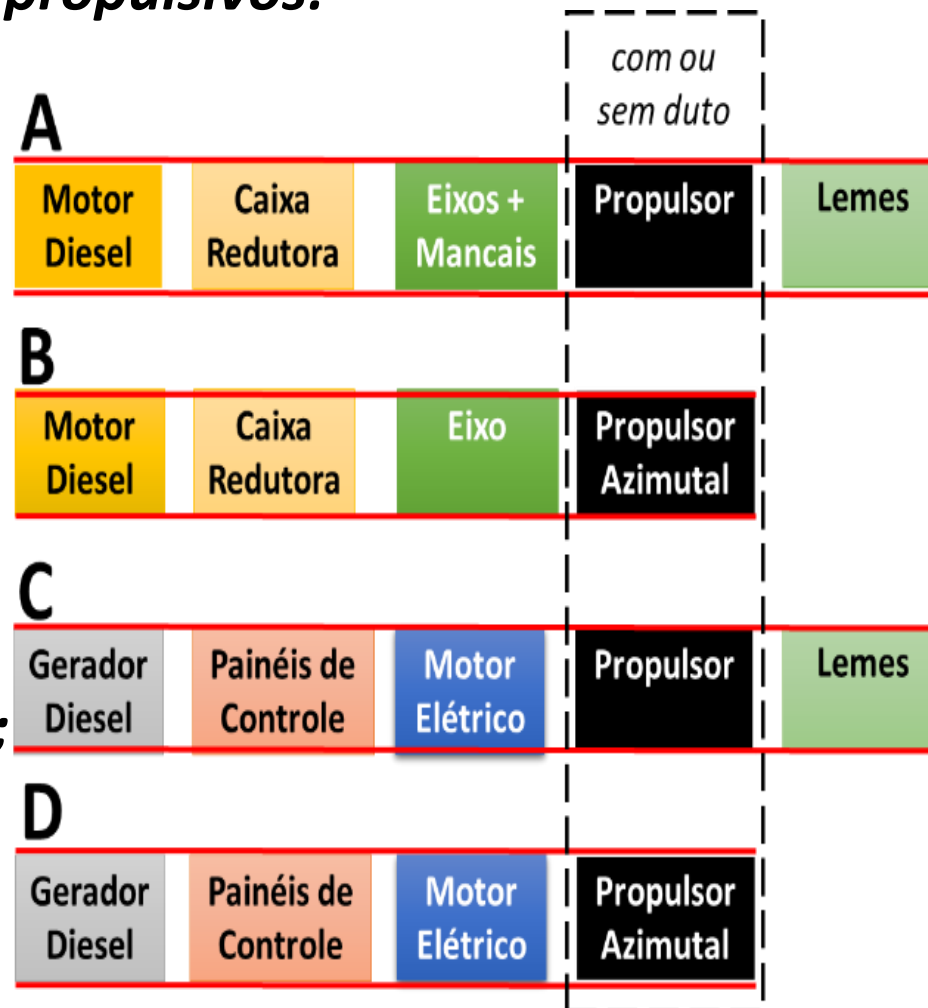 propulsivos:
com ou
sem duto
A
Motor Diesel
Caixa Redutora
Eixos + Mancais
Propulsor
Lemes
B
Motor Diesel
Caixa Redutora
Eixo
Propulsor Azimutal
C
Gerador Diesel
Painéis de Controle
Motor Elétrico
Propulsor
Lemes
;
D
Gerador Diesel
Painéis de Controle
Motor Elétrico
Propulsor Azimutal